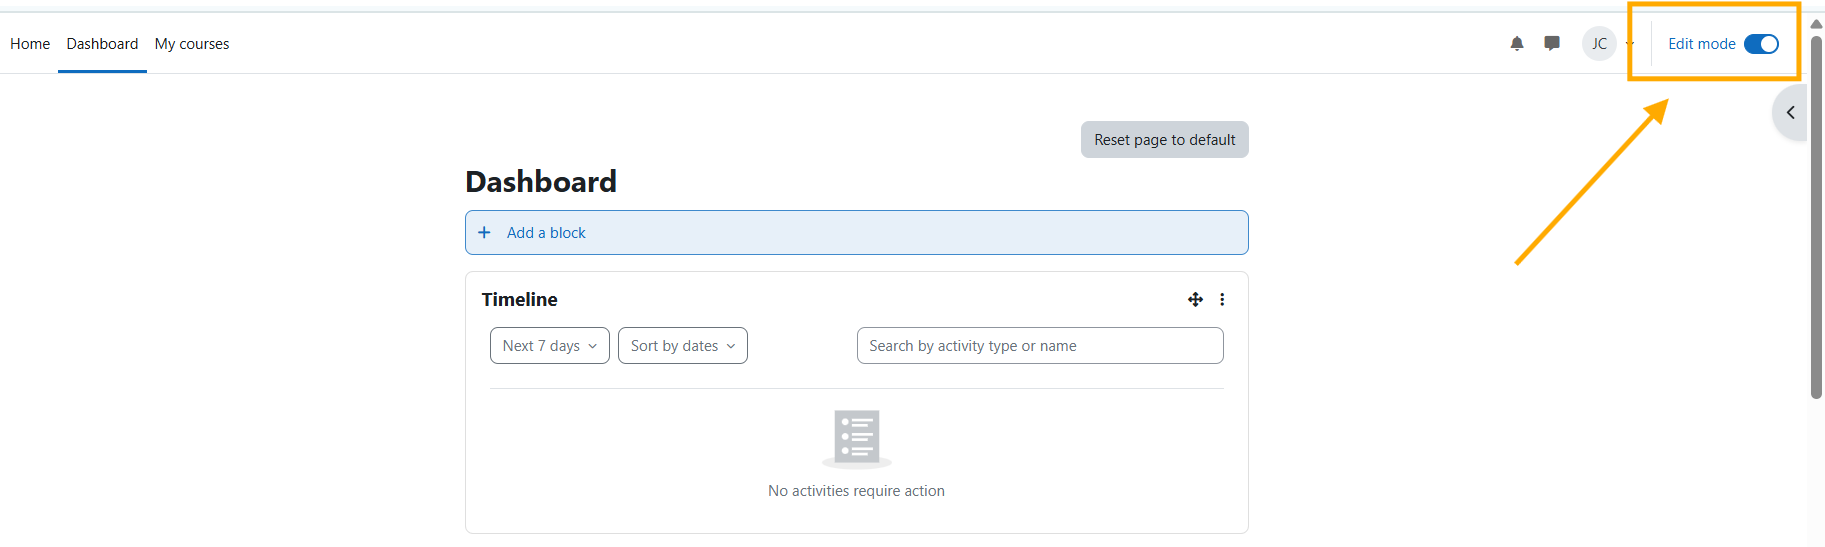 Home Dashboard My courses JC Edit mode
Reset page to default
Dashboard
Add a block
Timeline
Next 7 days Sort by dates Search by activity type or name
No activities require action